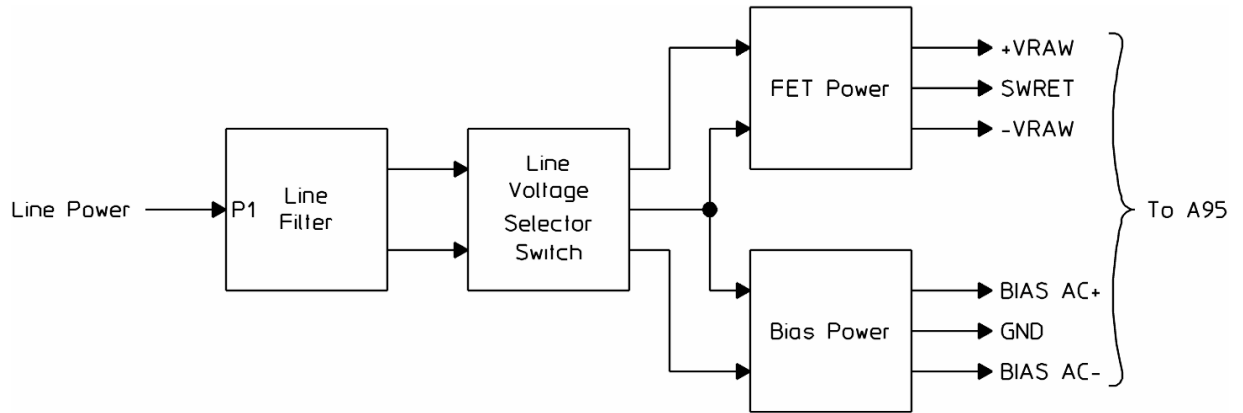 Line Power
P1
Line
Filter
Line
Voltage
Selector
Switch
FET Power
+VRAW
SWRET
-VRAW
Bias Power
BIAS AC+
GND
BIAS AC-
To A95